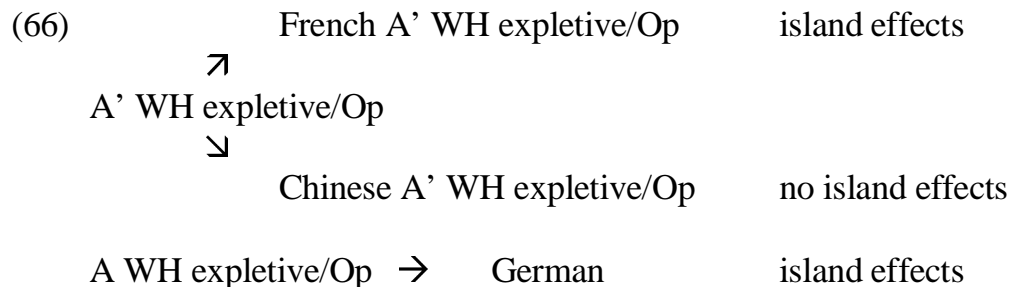 (66) French A’ WH expletive/Op island effects
↗
A’ WH expletive/Op
↘
Chinese A’ WH expletive/Op no island effects
A WH expletive/Op → German island effects